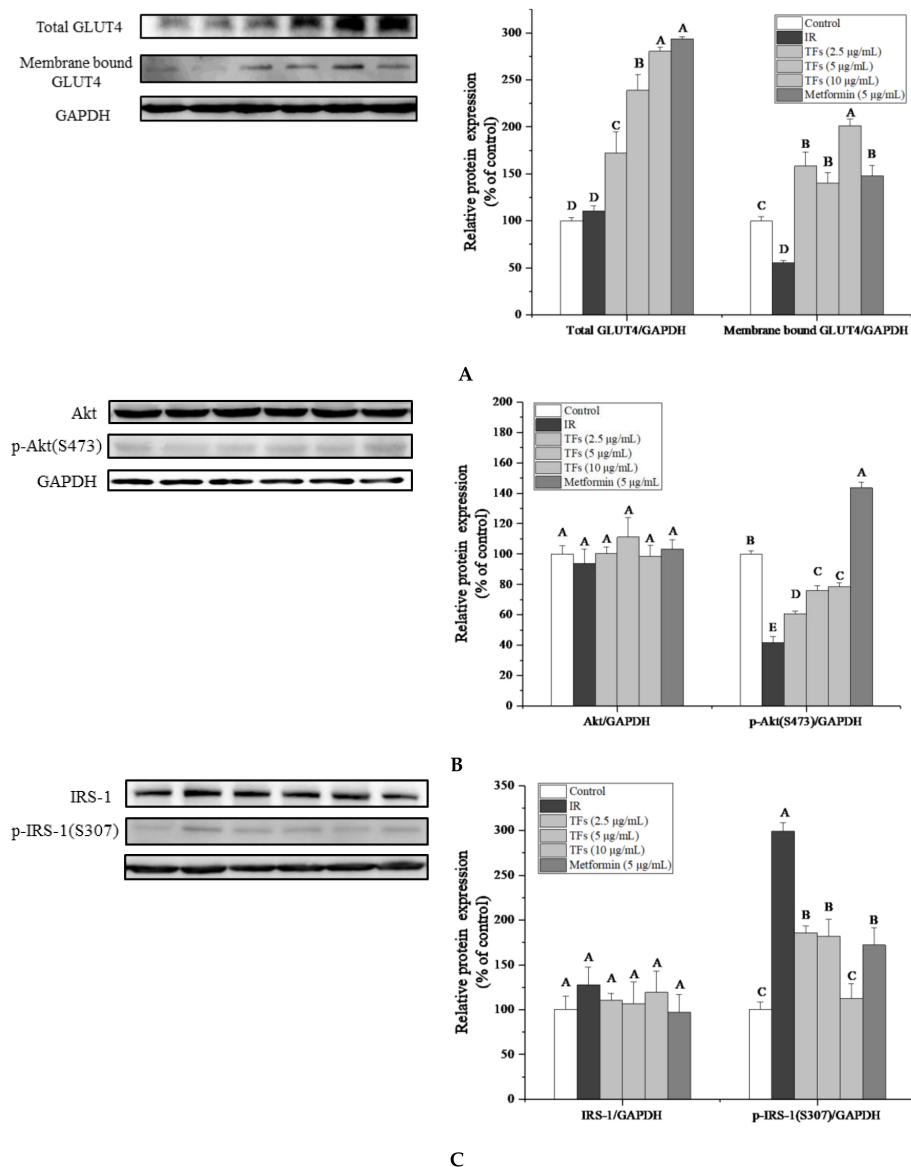 Total GLUT4
Membrane bound
GLUT4
GAPDH
Relative protein expression
(% of control)
300
250
200
150
100
50
0
Control
IR
TFs (2.5 μg/mL)
TFs (5 μg/mL)
TFs (10 μg/mL)
Metformin (5 μg/mL)
D D C B A A
C D B B A B
Total GLUT4/GAPDH Membrane bound GLUT4/GAPDH
A
Akt
p-Akt(S473)
GAPDH
Relative protein expression
(% of control)
200
180
160
140
120
100
80
60
40
20
0
Control
IR
TFs (2.5 μg/mL)
TFs (5 μg/mL)
TFs (10 μg/mL)
Metformin (5 μg/mL
A A A A A A
B E D C C A
Akt/GAPDH p-Akt(S473)/GAPDH
B
IRS-1
p-IRS-1(S307)
Relative protein expression
(% of control)
350
300
250
200
150
100
50
0
Control
IR
TFs (2.5 μg/mL)
TFs (5 μg/mL)
TFs (10 μg/mL)
Metformin (5 μg/mL)
A A A A A A
C A B B C B
IRS-1/GAPDH p-IRS-1(S307)/GAPDH
C